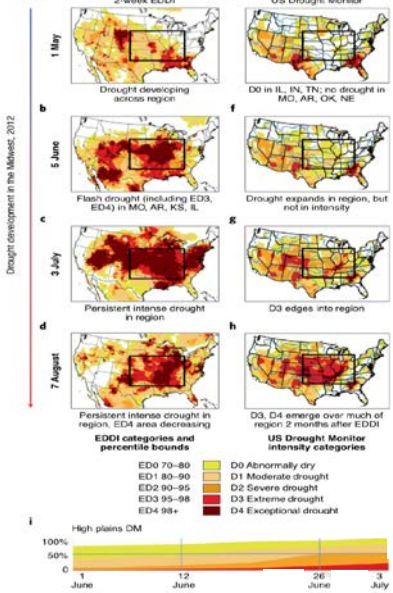 2-week EDDI
US Drought Monitor
Drought development in the Midwest, 2012
1 May
Drought developing
across region
D0 in IL, IN, TN; no drought in
MO, AR, OK, NE
b
f
5 June
Flash drought (including ED3,
ED4) in MO, AR, KS, IL
Drought expands in region, but
not in intensity
c
g
3 July
Persistent intense drought
in region
D3 edges into region
d
h
7 August
Persistent intense drought in
region, ED4 area decreasing
D3, D4 emerge over much of
region 2 months after EDDI
EDDI categories and
percentile bounds
US Drought Monitor
intensity categories
ED0 70–80 D0 Abnormally dry
ED1 80–90 D1 Moderate drought
ED2 90–95 D2 Severe drought
ED3 95–98 D3 Extreme drought
ED4 98+ D4 Exceptional drought
i
High plains DM
100%
50%
0
1 12 26 3
June June June July